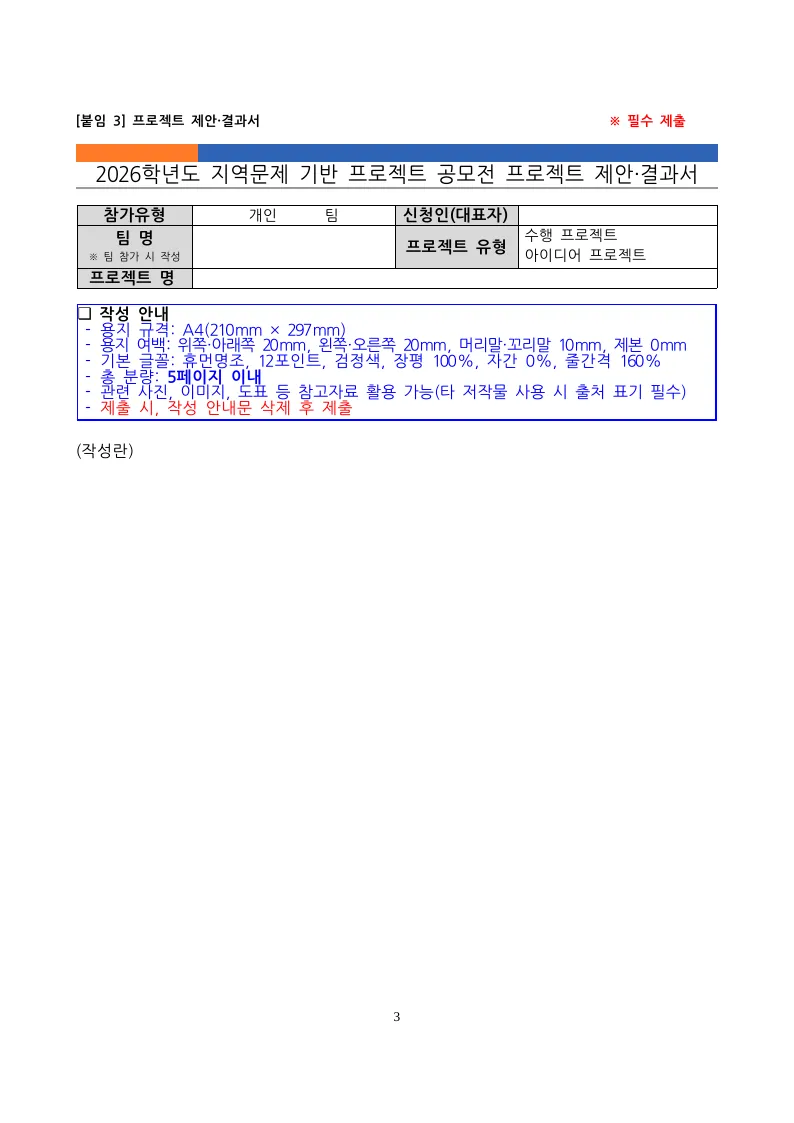 [붙임 3] 프로젝트 제안·결과서 ※ 필수 제출
2026학년도 지역문제 기반 프로젝트 공모전 프로젝트 제안·결과서
참가유형 개인 팀 신청인(대표자)
팀 명
※ 팀 참가 시 작성
프로젝트 유형
수행 프로젝트
아이디어 프로젝트
프로젝트 명
❏ 작성 안내
- 용지 규격: A4(210mm × 297mm)
- 용지 여백: 위쪽·아래쪽 20mm, 왼쪽·오른쪽 20mm, 머리말·꼬리말 10mm, 제본 0mm
- 기본 글꼴: 휴먼명조, 12포인트, 검정색, 장평 100%, 자간 0%, 줄간격 160%
- 총 분량: 5페이지 이내
- 관련 사진, 이미지, 도표 등 참고자료 활용 가능(타 저작물 사용 시 출처 표기 필수)
- 제출 시, 작성 안내문 삭제 후 제출
(작성란)
3